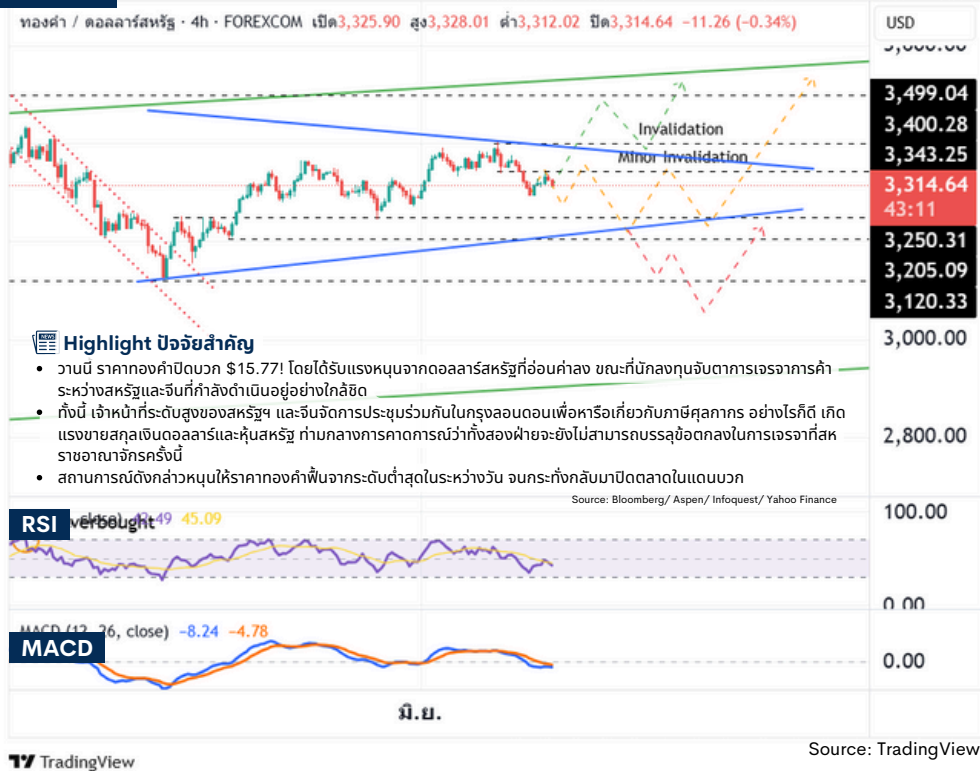 ทองคำ / ดอลลาร์สหรัฐ · 4h · FOREXCOM เปิด3,325.90 สูง3,328.01 ต่ำ3,312.02 ปิด3,314.64 −11.26 (−0.34%)
USD
3,499.04
Invalidation
3,400.28
Minor Invalidation
3,343.25
3,314.64
43:11
3,250.31
3,205.09
3,120.33
3,000.00
Highlight ปัจจัยสำคัญ
• วานนี้ ราคาทองคำปิดบวก $15.77! โดยได้รับแรงหนุนจากดอลลาร์สหรัฐที่อ่อนค่าลง ขณะที่นักลงทุนจับตาการเจรจาการค้า
ระหว่างสหรัฐและจีนที่กำลังดำเนินอยู่อย่างใกล้ชิด
• ทั้งนี้ เจ้าหน้าที่ระดับสูงของสหรัฐฯ และจีนจัดการประชุมร่วมกันในกรุงลอนดอนเพื่อหารือเกี่ยวกับภาษีศุลกากร อย่างไรก็ดี เกิด
แรงขายสกุลเงินดอลลาร์และหุ้นสหรัฐ ท่ามกลางการคาดการณ์ว่าทั้งสองฝ่ายจะยังไม่สามารถบรรลุข้อตกลงในการเจรจาที่สห
ราชอาณาจักรครั้งนี้
• สถานการณ์ดังกล่าวหนุนให้ราคาทองคำฟื้นจากระดับต่ำสุดในระหว่างวัน จนกระทั่งกลับมาปิดตลาดในแดนบวก
2,800.00
Source: Bloomberg/ Aspen/ Infoquest/ Yahoo Finance
RSI
45.09
100.00
0.00
MACD (12, 26, close) −8.24 −4.78
MACD
0.00
มิ.ย.
TradingView
Source: TradingView